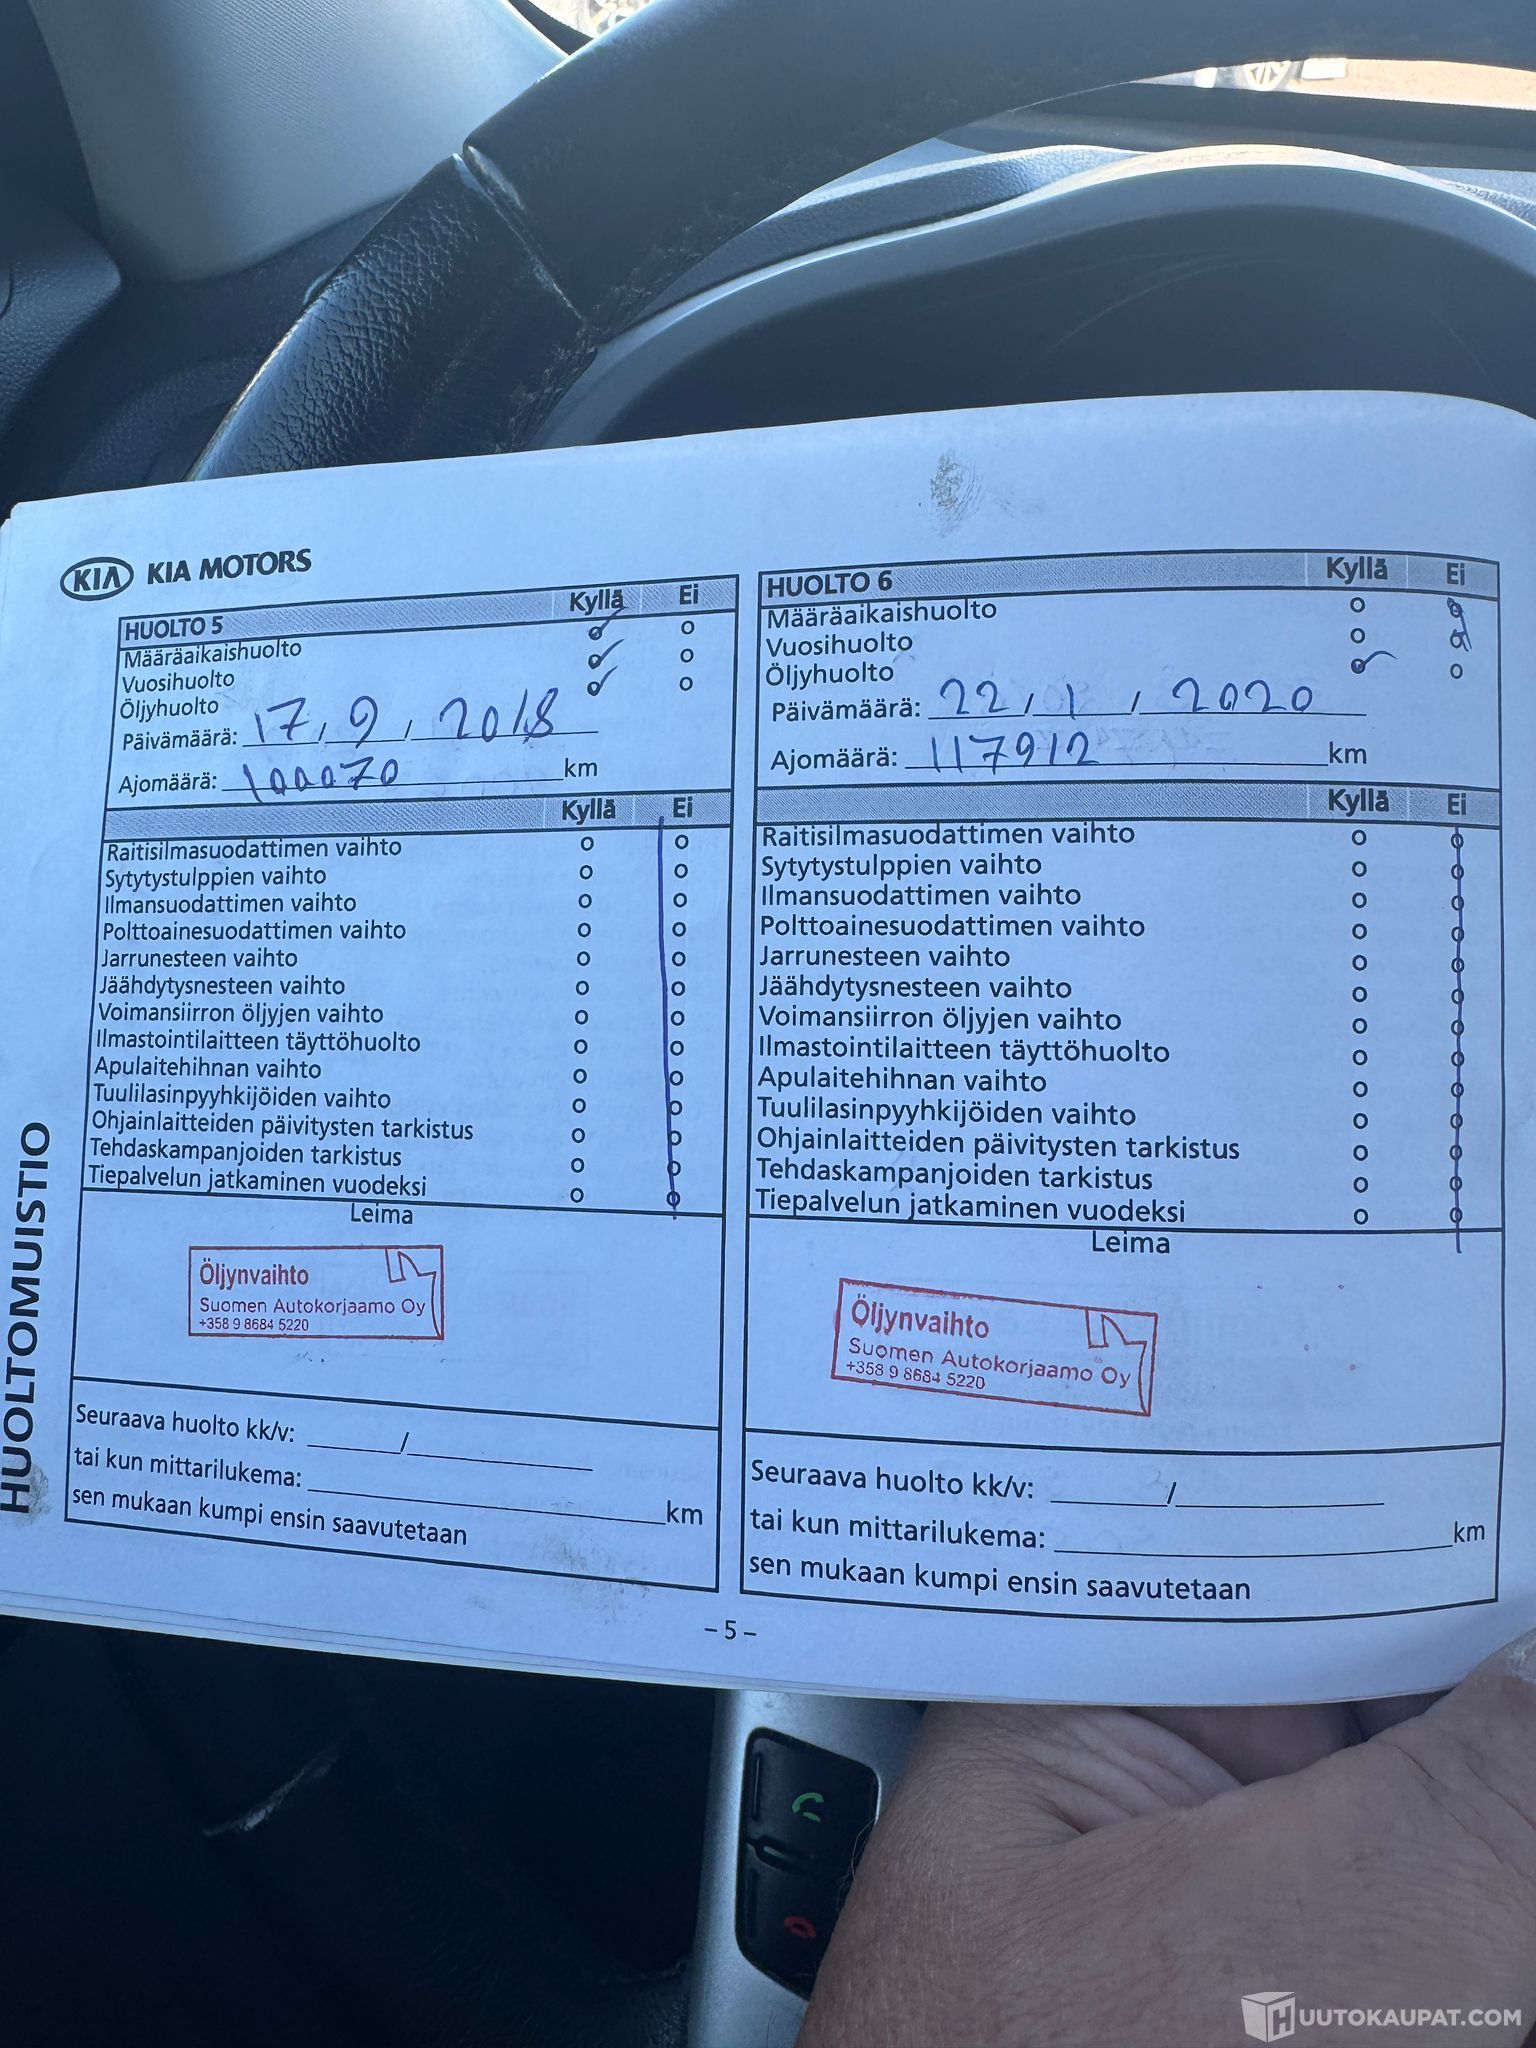 KIA KIA MOTORS
HUOLTOMUISTIO
HUOLTO 5 Kyllä Ei
Määräaikaishuolto
Vuosihuolto
Öljyhuolto
Päivämäärä: 17 / 9 / 2018
Ajomäärä: 100070 km
Kyllä Ei
Raitisilmasuodattimen vaihto
Sytytystulppien vaihto
Ilmansuodattimen vaihto
Polttoainesuodattimen vaihto
Jarrunesteen vaihto
Jäähdytysnesteen vaihto
Voimansiirron öljyjen vaihto
Ilmastointilaitteen täyttöhuolto
Apulaitehihnan vaihto
Tuulilasinpyyhkijöiden vaihto
Ohjainlaitteiden päivitysten tarkistus
Tehdaskampanjoiden tarkistus
Tiepalvelun jatkaminen vuodeksi
Leima
Öljynvaihto
Suomen Autokorjaamo Oy
+358 9 8684 5220
Seuraava huolto kk/v: ______/____________
tai kun mittarilukema: ____________ km
sen mukaan kumpi ensin saavutetaan
HUOLTO 6 Kyllä Ei
Määräaikaishuolto
Vuosihuolto
Öljyhuolto
Päivämäärä: 22 / 1 / 2020
Ajomäärä: 117912 km
Kyllä Ei
Raitisilmasuodattimen vaihto
Sytytystulppien vaihto
Ilmansuodattimen vaihto
Polttoainesuodattimen vaihto
Jarrunesteen vaihto
Jäähdytysnesteen vaihto
Voimansiirron öljyjen vaihto
Ilmastointilaitteen täyttöhuolto
Apulaitehihnan vaihto
Tuulilasinpyyhkijöiden vaihto
Ohjainlaitteiden päivitysten tarkistus
Tehdaskampanjoiden tarkistus
Tiepalvelun jatkaminen vuodeksi
Leima
Öljynvaihto
Suomen Autokorjaamo Oy
+358 9 8684 5220
Seuraava huolto kk/v: ______/____________
tai kun mittarilukema: ____________ km
sen mukaan kumpi ensin saavutetaan
– 5 –
HUUTOKAUPAT.COM